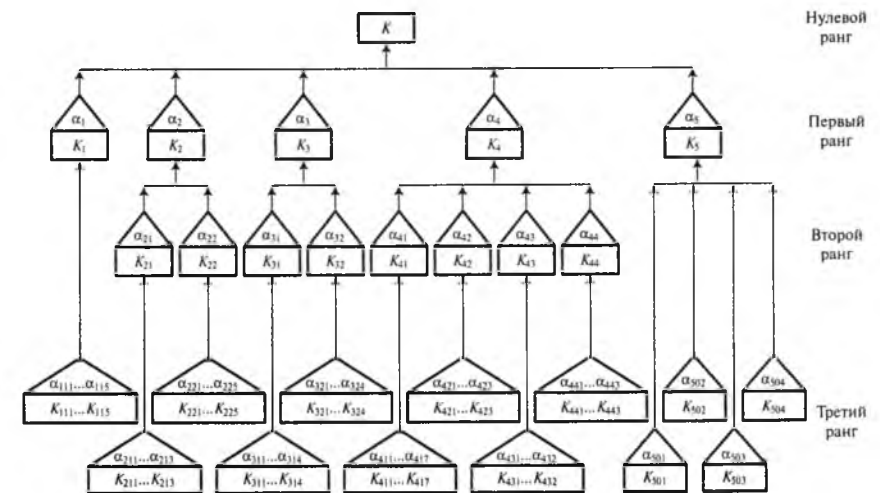 K
Нулевой
ранг
α₁ α₂ α₃ α₄ α₅
K₁ K₂ K₃ K₄ K₅
Первый
ранг
α₂₁ α₂₂ α₃₁ α₃₂ α₄₁ α₄₂ α₄₃ α₄₄
K₂₁ K₂₂ K₃₁ K₃₂ K₄₁ K₄₂ K₄₃ K₄₄
Второй
ранг
α₁₁₁...α₁₁₅ α₂₂₁...α₂₂₅ α₃₂₁...α₃₂₄ α₄₂₁...α₄₂₃ α₄₄₁...α₄₄₃ α₅₀₂ α₅₀₄
K₁₁₁...K₁₁₅ K₂₂₁...K₂₂₅ K₃₂₁...K₃₂₄ K₄₂₁...K₄₂₃ K₄₄₁...K₄₄₃ K₅₀₂ K₅₀₄
Третий
ранг
α₂₁₁...α₂₁₃ α₃₁₁...α₃₁₄ α₄₁₁...α₄₁₇ α₄₃₁...α₄₃₂ α₅₀₁ α₅₀₃
K₂₁₁...K₂₁₃ K₃₁₁...K₃₁₄ K₄₁₁...K₄₁₇ K₄₃₁...K₄₃₂ K₅₀₁ K₅₀₃